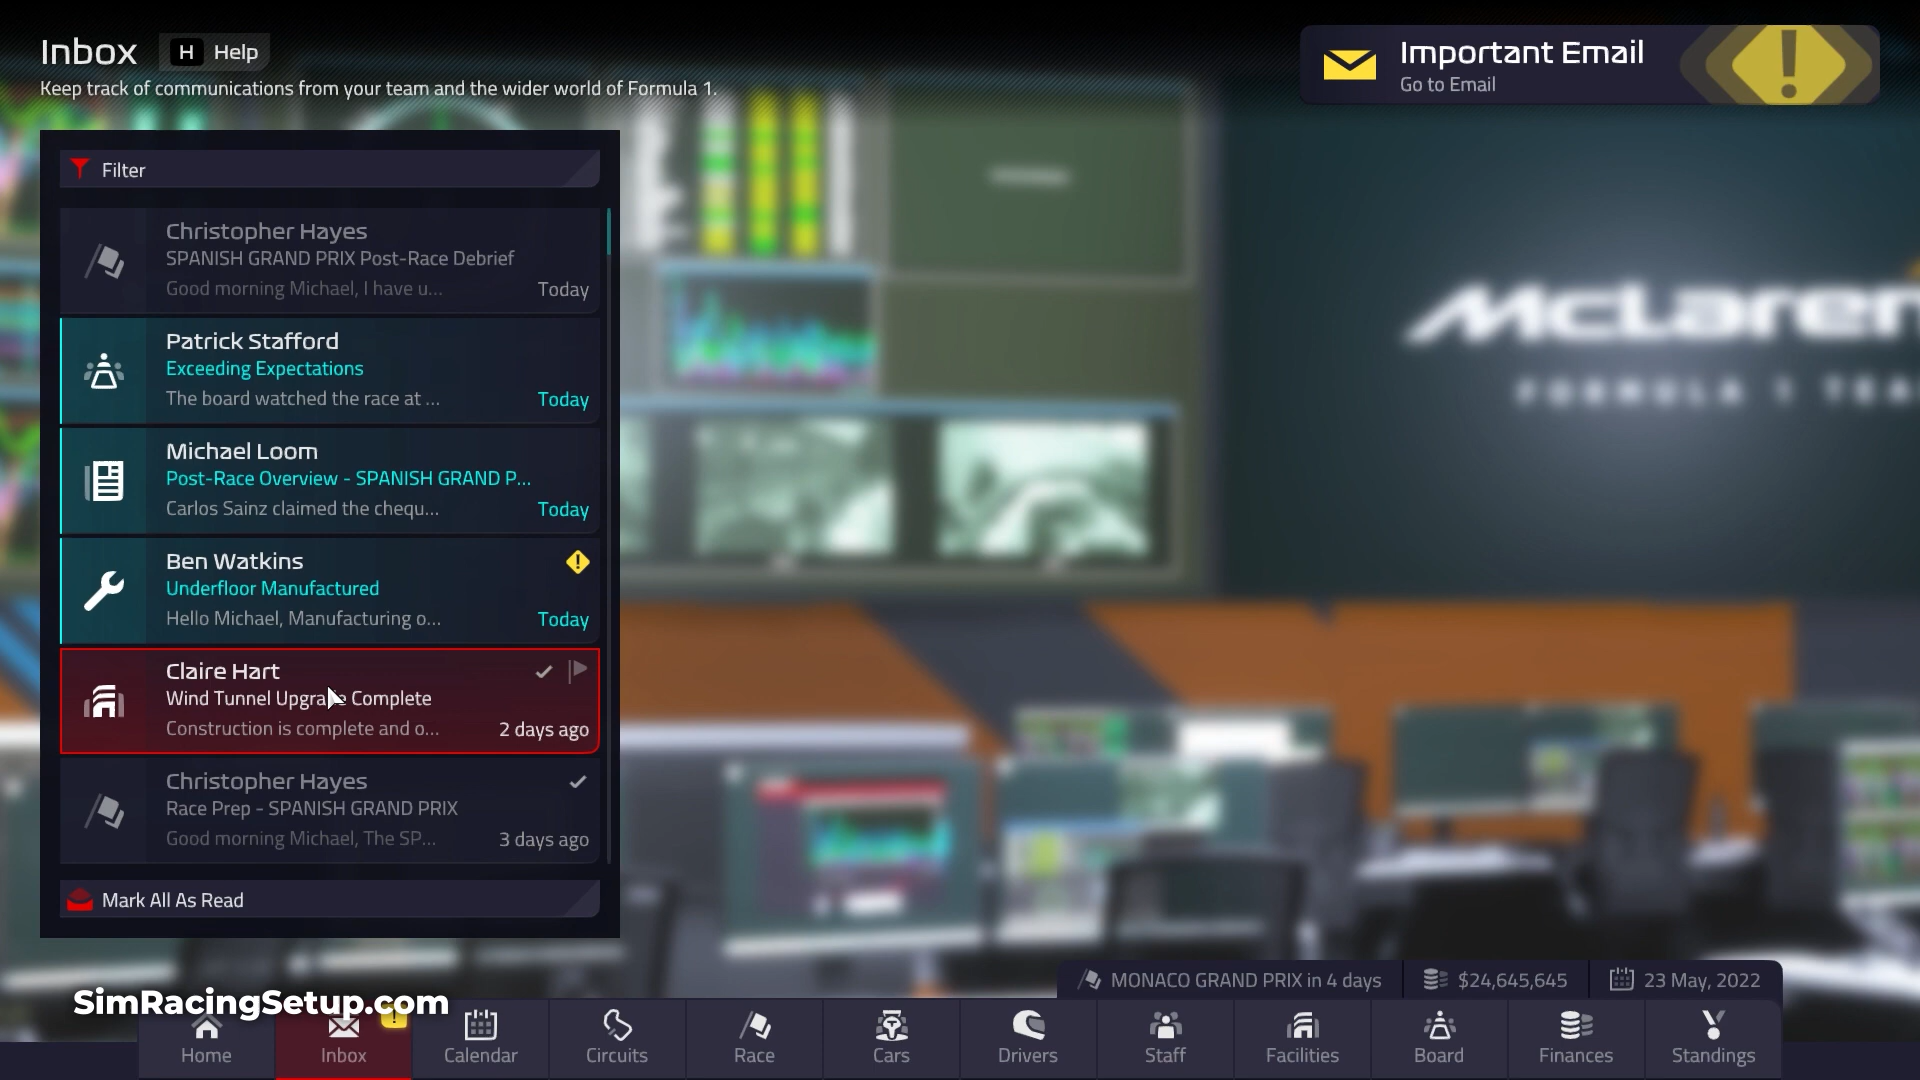 Inbox
H Help
Keep track of communications from your team and the wider world of Formula 1.
Important Email
Go to Email
Filter
Christopher Hayes
SPANISH GRAND PRIX Post-Race Debrief
Good morning Michael, I have u...
Today
Patrick Stafford
Exceeding Expectations
The board watched the race at ...
Today
Michael Loom
Post-Race Overview - SPANISH GRAND P...
Carlos Sainz claimed the chequ...
Today
Ben Watkins
Underfloor Manufactured
Hello Michael, Manufacturing o...
Today
Claire Hart
Wind Tunnel Upgrade Complete
Construction is complete and o...
2 days ago
Christopher Hayes
Race Prep - SPANISH GRAND PRIX
Good morning Michael, The SP...
3 days ago
Mark All As Read
McLaren
FORMULA 1 TEA
MONACO GRAND PRIX in 4 days
$24,645,645
23 May, 2022
SimRacingSetup.com
Home
Inbox
Calendar
Circuits
Race
Cars
Drivers
Staff
Facilities
Board
Finances
Standings